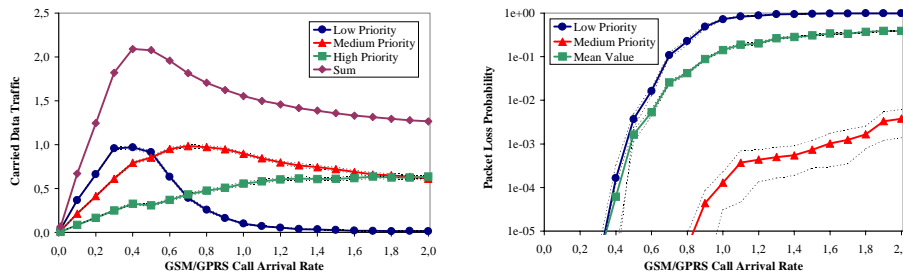 Low Priority
Medium Priority
High Priority
Sum
2,5
2,0
1,5
1,0
0,5
0,0
Carried Data Traffic
0,0 0,2 0,4 0,6 0,8 1,0 1,2 1,4 1,6 1,8 2,0
GSM/GPRS Call Arrival Rate
Low Priority
Medium Priority
Mean Value
1e+00
1e-01
1e-02
1e-03
1e-04
1e-05
Packet Loss Probability
0,0 0,2 0,4 0,6 0,8 1,0 1,2 1,4 1,6 1,8 2,0
GSM/GPRS Call Arrival Rate